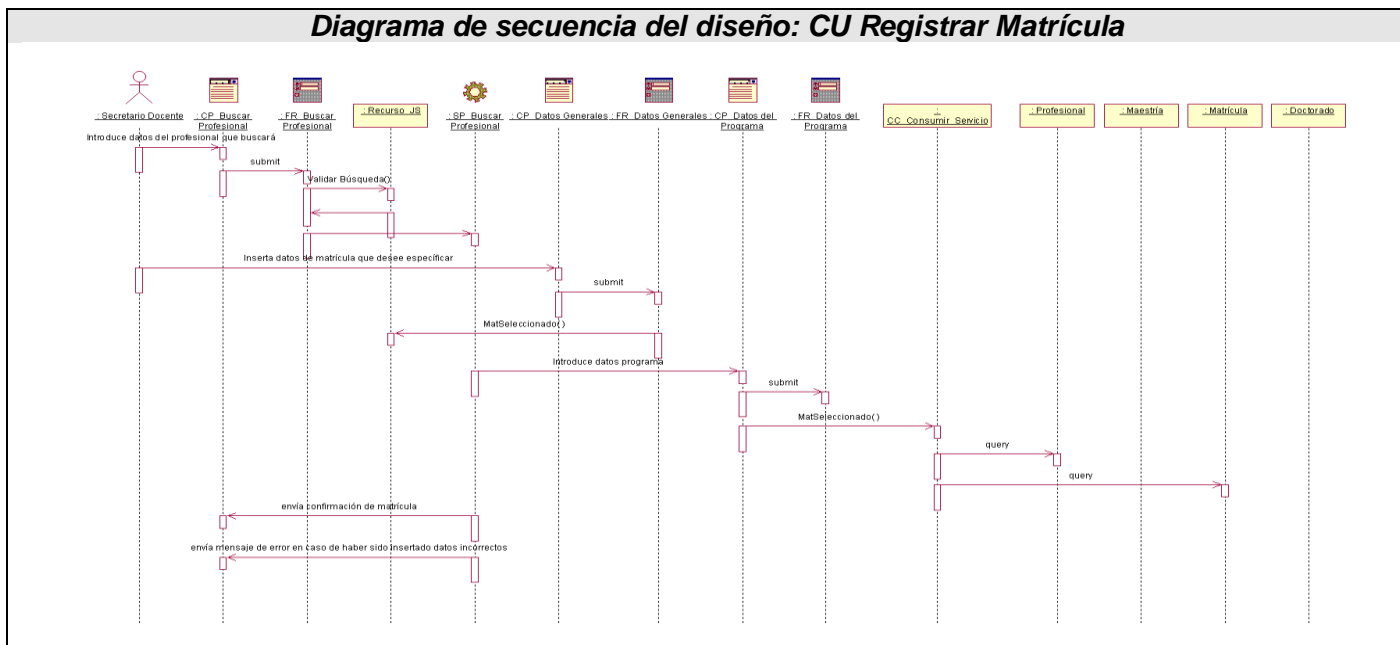 Diagrama de secuencia del diseño: CU Registrar Matrícula
: Secretario Docente
: CP_Buscar
Profesional
: FR_Buscar
Profesional
: Recurso_JS
: SP_Buscar
Profesional
: CP_Datos Generales
: FR_Datos Generales
: CP_Datos del
Programa
: FR_Datos del
Programa
:
CC_Consumir_Servicio
: Profesional
: Maestría
: Matrícula
: Doctorado
Introduce datos del profesional que buscará
submit
Validar Búsqueda()
Inserta datos de matrícula que desee específicar
submit
MatSeleccionado( )
Introduce datos programa
submit
MatSeleccionado( )
query
query
envía confirmación de matrícula
envía mensaje de error en caso de haber sido insertado datos incorrectos